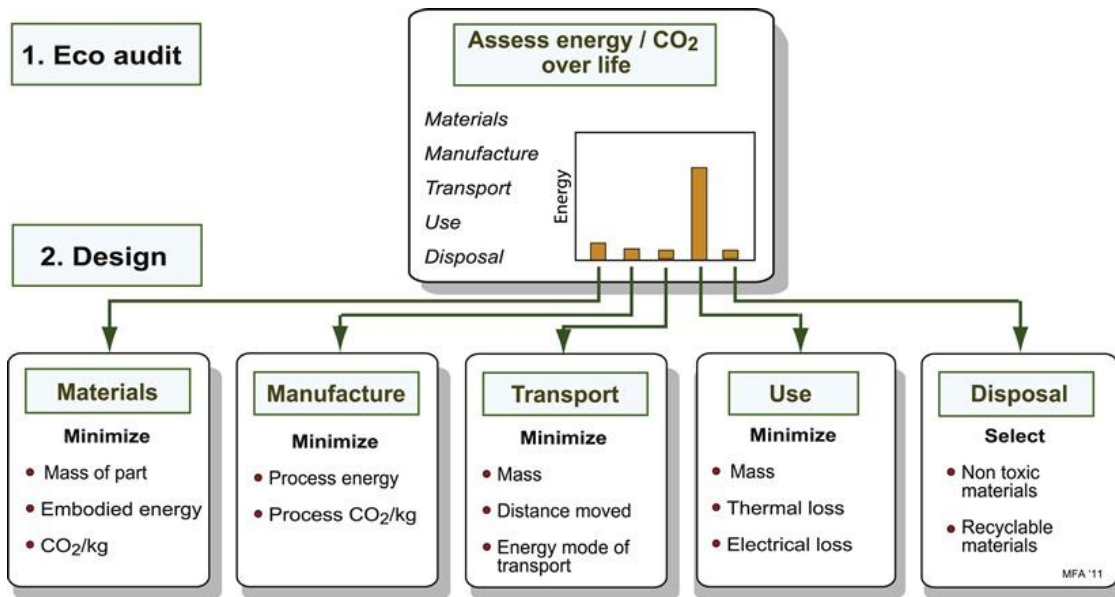 1. Eco audit
Assess energy / CO₂
over life
Materials
Manufacture
Transport
Use
Disposal
Energy
2. Design
Materials
Minimize
Mass of part
Embodied energy
CO₂/kg
Manufacture
Minimize
Process energy
Process CO₂/kg
Transport
Minimize
Mass
Distance moved
Energy mode of
transport
Use
Minimize
Mass
Thermal loss
Electrical loss
Disposal
Select
Non toxic
materials
Recyclable
materials
MFA '11